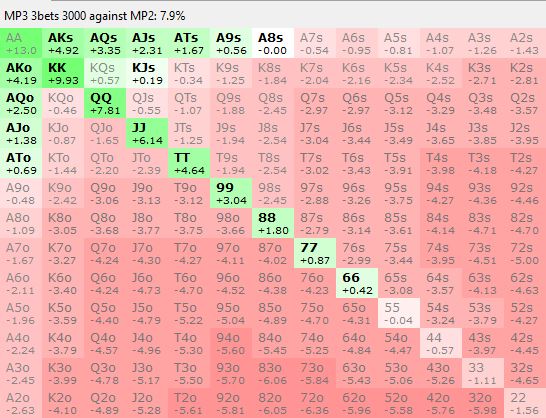 MP3 3bets 3000 against MP2: 7.9%
AA AKs AQs AJs ATs A9s A8s A7s A6s A5s A4s A3s A2s
+13.0 +4.92 +3.35 +2.31 +1.67 +0.56 -0.00 -0.54 -0.95 -0.81 -1.07 -1.26 -1.43
AKo KK KQs KJs KTs K9s K8s K7s K6s K5s K4s K3s K2s
+4.19 +9.93 +0.57 +0.19 -0.34 -1.25 -1.84 -2.04 -2.16 -2.34 -2.52 -2.71 -2.81
AQo KQo QQ QJs QTs Q9s Q8s Q7s Q6s Q5s Q4s Q3s Q2s
+2.50 -0.46 +7.81 -0.55 -1.07 -1.88 -2.45 -2.97 -2.97 -3.12 -3.29 -3.48 -3.57
AJo KJo QJo JJ JTs J9s J8s J7s J6s J5s J4s J3s J2s
+1.38 -0.87 -1.65 +6.14 -1.25 -1.94 -2.54 -3.04 -3.44 -3.49 -3.65 -3.85 -3.95
ATo KTo QTo JTo TT T9s T8s T7s T6s T5s T4s T3s T2s
+0.69 -1.44 -2.20 -2.39 +4.64 -1.94 -2.54 -3.02 -3.43 -3.91 -3.98 -4.18 -4.27
A9o K9o Q9o J9o T9o 99 98s 97s 96s 95s 94s 93s 92s
-0.48 -2.42 -3.06 -3.13 -3.12 +3.04 -2.45 -2.88 -3.26 -3.75 -4.27 -4.36 -4.46
A8o K8o Q8o J8o T8o 98o 88 87s 86s 85s 84s 83s 82s
-1.09 -3.05 -3.68 -3.77 -3.75 -3.66 +1.80 -2.79 -3.14 -3.61 -4.14 -4.71 -4.70
A7o K7o Q7o J7o T7o 97o 87o 77 76s 75s 74s 73s 72s
-1.67 -3.27 -4.24 -4.30 -4.27 -4.11 -4.02 +0.87 -2.99 -3.44 -3.95 -4.51 -5.00
A6o K6o Q6o J6o T6o 96o 86o 76o 66 65s 64s 63s 62s
-2.11 -3.40 -4.24 -4.73 -4.70 -4.52 -4.38 -4.23 +0.42 -3.08 -3.57 -4.13 -4.63
A5o K5o Q5o J5o T5o 95o 85o 75o 65o 55 54s 53s 52s
-1.96 -3.59 -4.40 -4.79 -5.22 -5.04 -4.89 -4.70 -4.31 -0.04 -3.24 -3.79 -4.27
A4o K4o Q4o J4o T4o 94o 84o 74o 64o 54o 44 43s 42s
-2.24 -3.79 -4.57 -4.96 -5.30 -5.60 -5.45 -5.25 -4.84 -4.47 -0.57 -3.97 -4.45
A3o K3o Q3o J3o T3o 93o 83o 73o 63o 53o 43o 33 32s
-2.45 -3.99 -4.78 -5.17 -5.50 -5.70 -6.06 -5.84 -5.43 -5.06 -5.26 -1.11 -4.65
A2o K2o Q2o J2o T2o 92o 82o 72o 62o 52o 42o 32o 22
-2.63 -4.10 -4.89 -5.28 -5.61 -5.81 -6.05 -6.36 -5.96 -5.58 -5.76 -5.98 -1.56